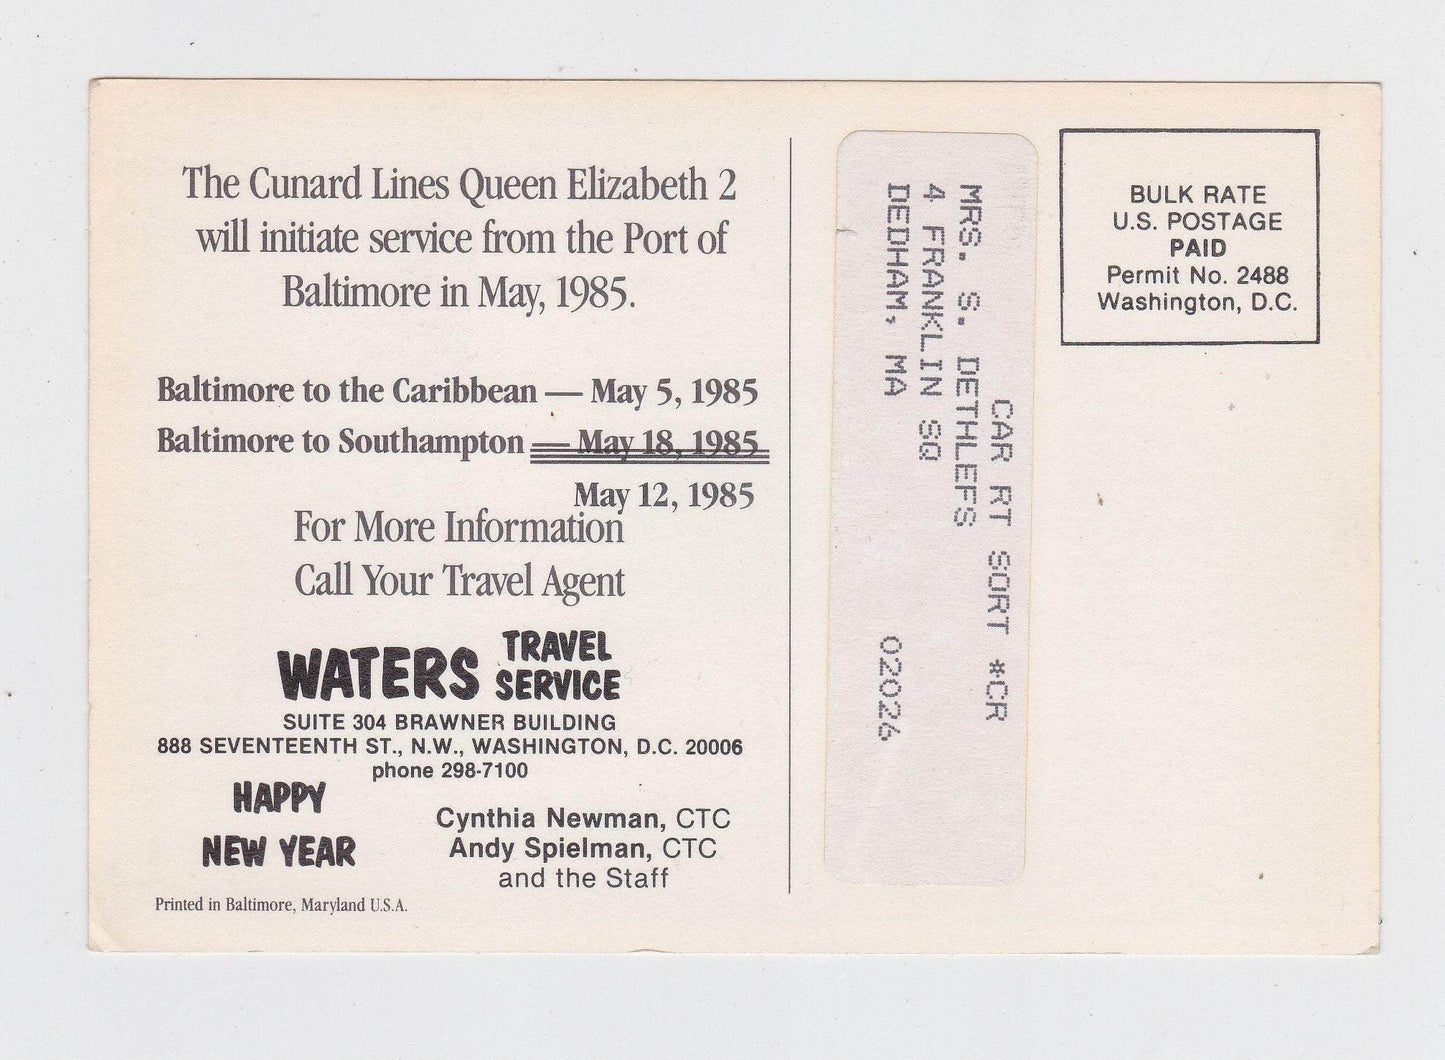 The Cunard Lines Queen Elizabeth 2
will initiate service from the Port of
Baltimore in May, 1985.
Baltimore to the Caribbean — May 5, 1985
Baltimore to Southampton — May 18, 1985
May 12, 1985
For More Information
Call Your Travel Agent
WATERS TRAVEL SERVICE
SUITE 304 BRAWNER BUILDING
888 SEVENTEENTH ST., N.W., WASHINGTON, D.C. 20006
phone 298-7100
HAPPY
NEW YEAR
Cynthia Newman, CTC
Andy Spielman, CTC
and the Staff
Printed in Baltimore, Maryland U.S.A.
CAR RT SORT *CR
MRS. S. DETHLEFS
4 FRANKLIN SQ
DEDHAM, MA 02026
BULK RATE
U.S. POSTAGE
PAID
Permit No. 2488
Washington, D.C.